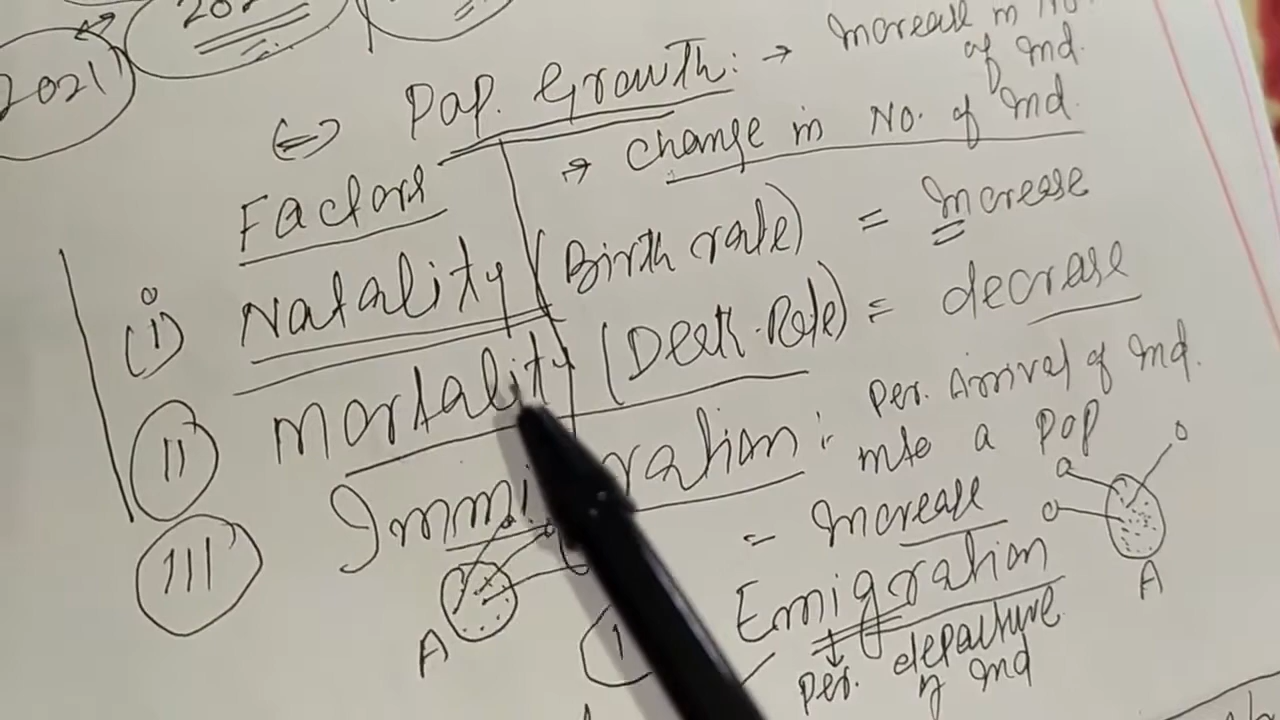 2021
Pop. Growth: → Increase in No.
of Ind.
→ change in No. of Ind.
Factors
(i) Natality (Birth rate) = Increase
(II) Mortality (Death. Rate) = decrease
(III) Immi ration: Per. Arrival of Ind.
into a Pop
= Increase
A
A
Emigration
Per. departure
of Ind